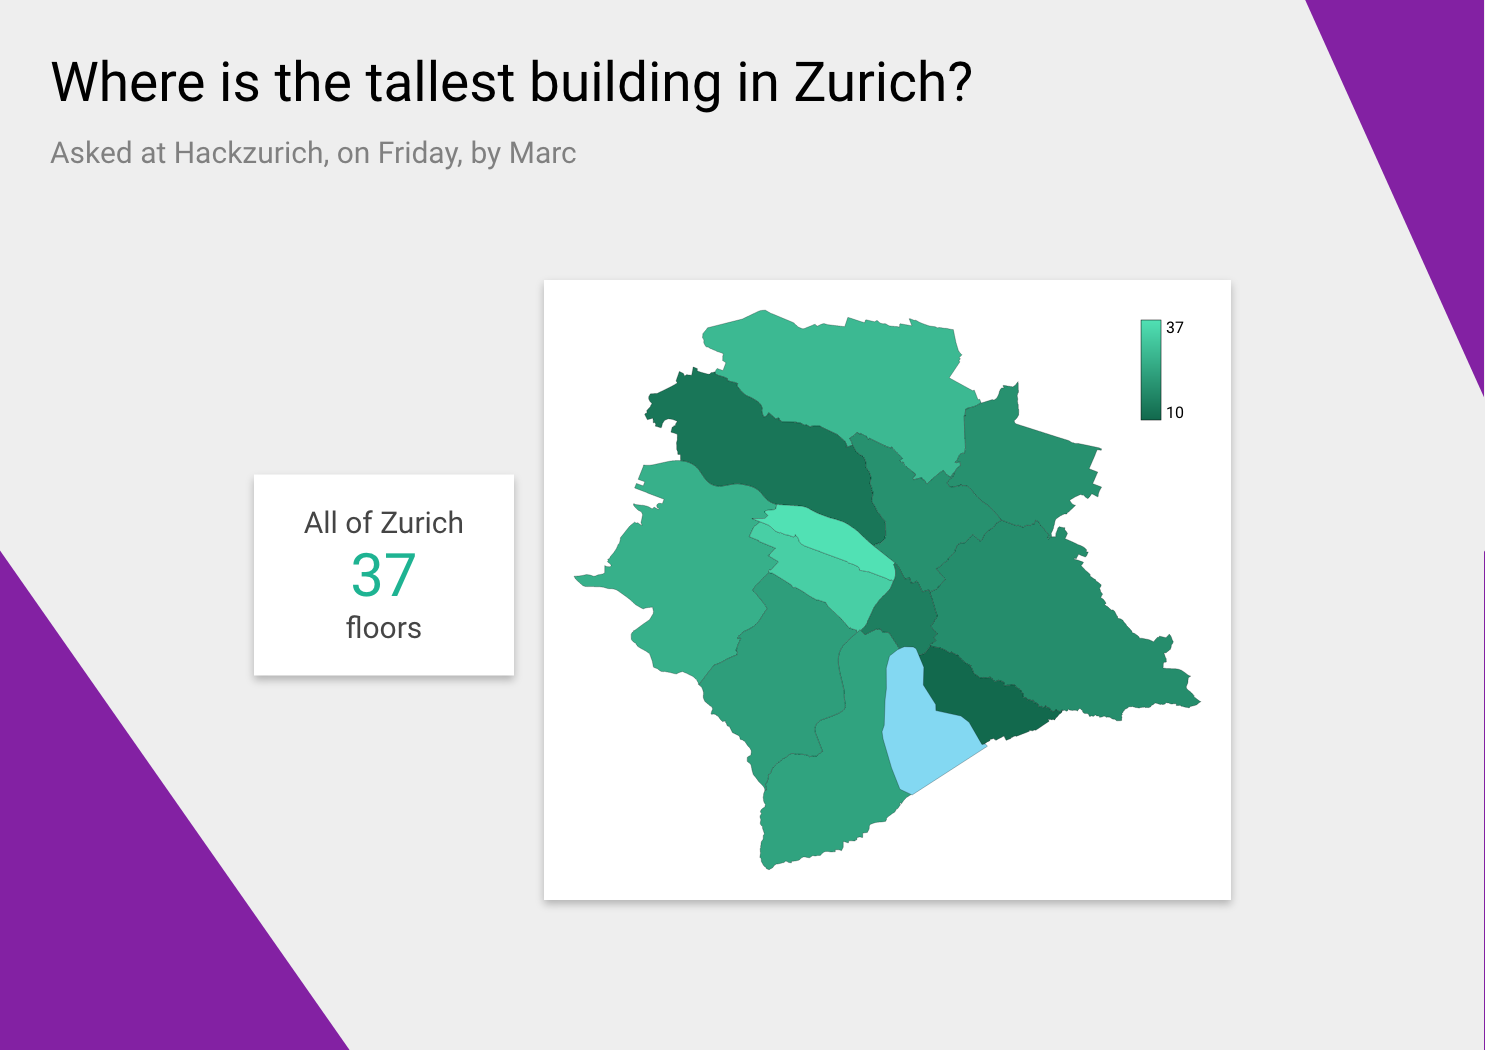 Where is the tallest building in Zurich?
Asked at Hackzurich, on Friday, by Marc
37
10
All of Zurich
37
floors